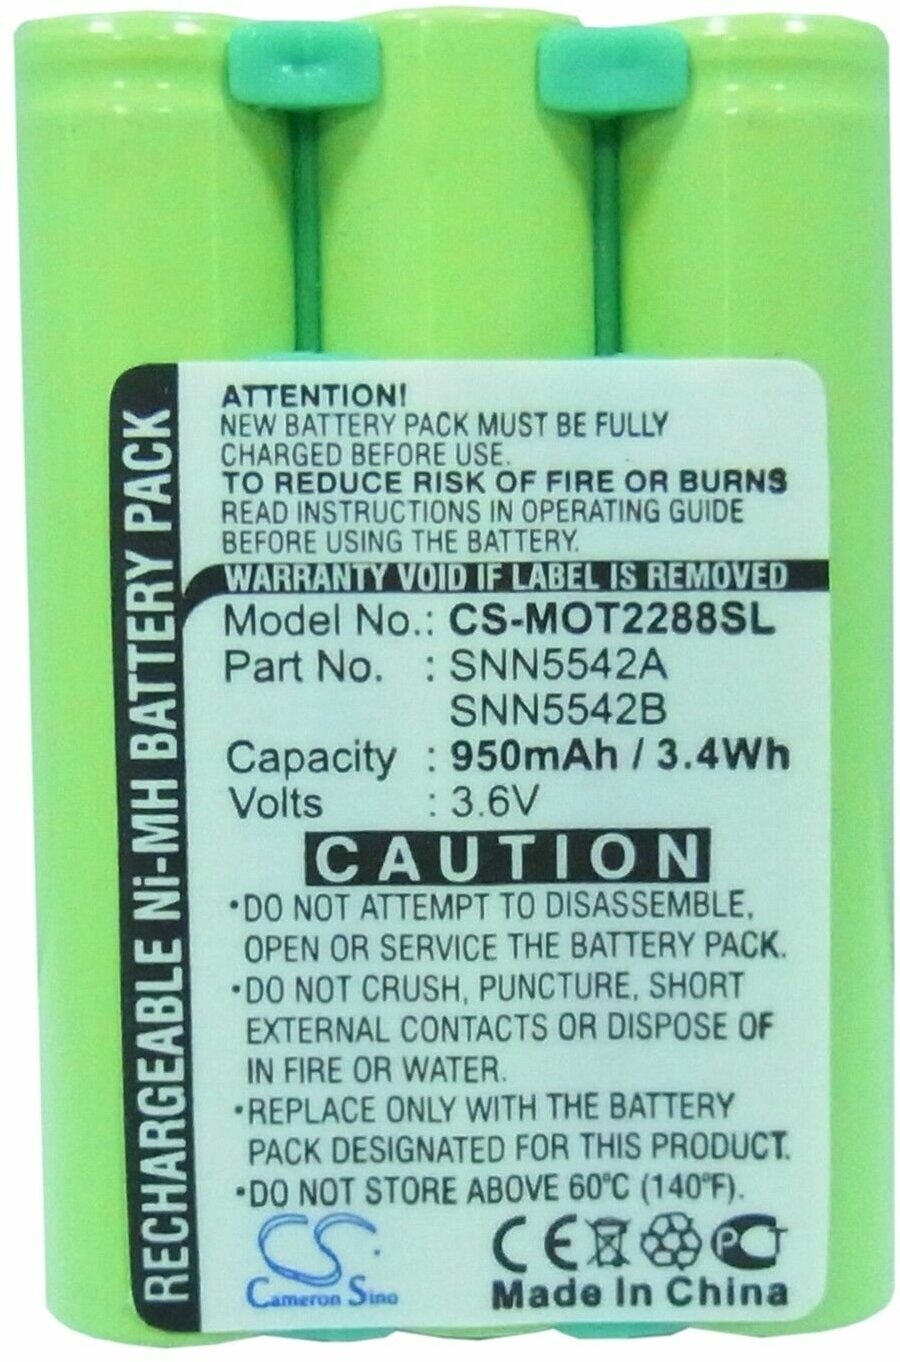 RECHARGEABLE Ni-MH BATTERY PACK
ATTENTION!
NEW BATTERY PACK MUST BE FULLY
CHARGED BEFORE USE.
TO REDUCE RISK OF FIRE OR BURNS
READ INSTRUCTIONS IN OPERATING GUIDE
BEFORE USING THE BATTERY.
WARRANTY VOID IF LABEL IS REMOVED
Model No.: CS-MOT2288SL
Part No. : SNN5542A
SNN5542B
Capacity : 950mAh / 3.4Wh
Volts : 3.6V
CAUTION
•DO NOT ATTEMPT TO DISASSEMBLE,
OPEN OR SERVICE THE BATTERY PACK.
•DO NOT CRUSH, PUNCTURE, SHORT
EXTERNAL CONTACTS OR DISPOSE OF
IN FIRE OR WATER.
•REPLACE ONLY WITH THE BATTERY
PACK DESIGNATED FOR THIS PRODUCT.
•DO NOT STORE ABOVE 60°C (140°F).
CS CE PCT
Cameron Sino Made In China